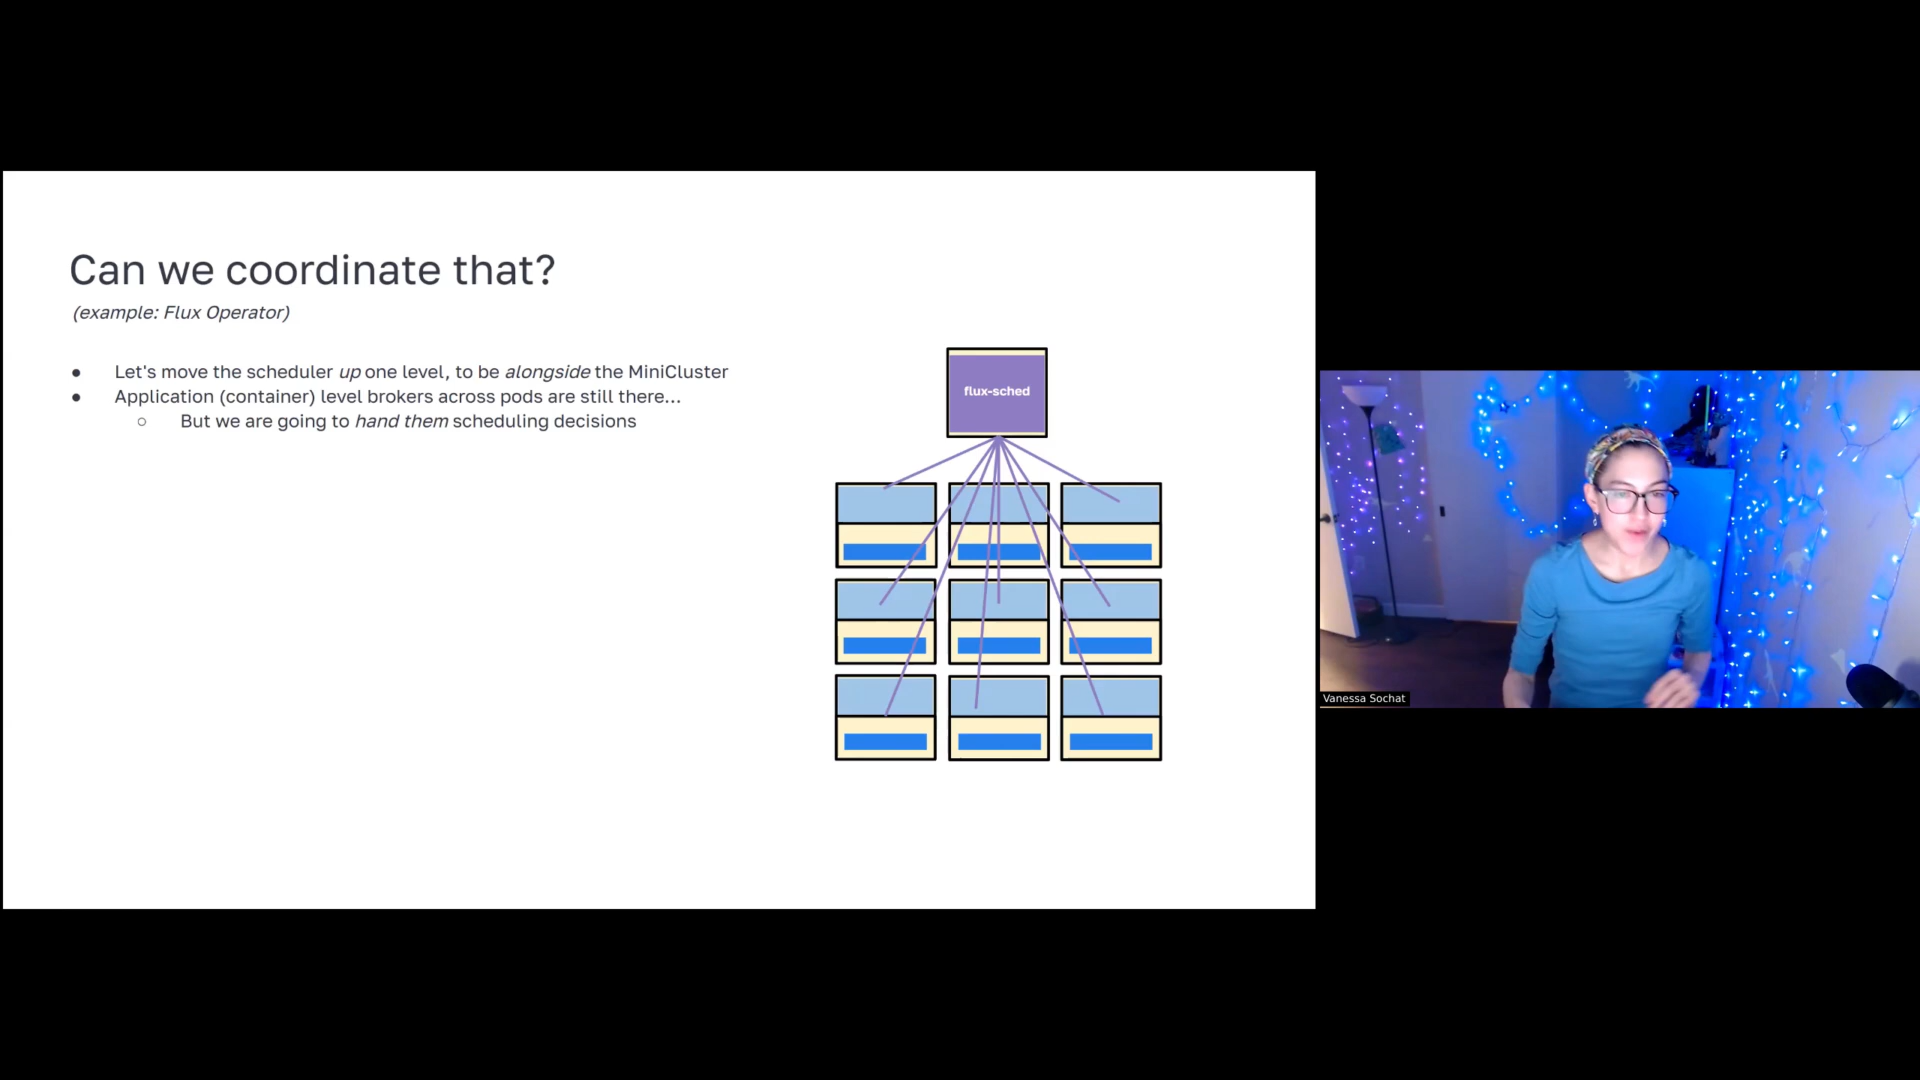 Can we coordinate that?
(example: Flux Operator)
● Let's move the scheduler up one level, to be alongside the MiniCluster
● Application (container) level brokers across pods are still there...
○ But we are going to hand them scheduling decisions
flux-sched
Vanessa Sochat